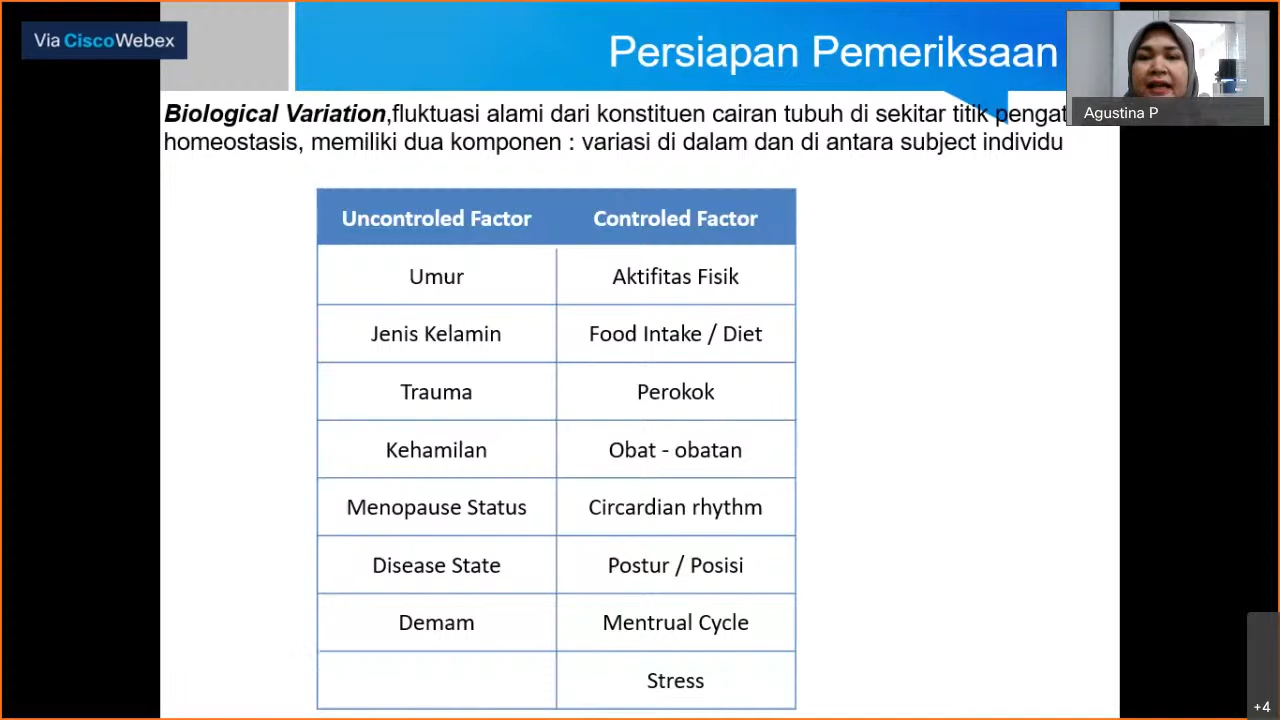 Via CiscoWebex
Persiapan Pemeriksaan
Agustina P
Biological Variation,fluktuasi alami dari konstituen cairan tubuh di sekitar titik
homeostasis, memiliki dua komponen : variasi di dalam dan di antara subject individu
Uncontroled Factor Controled Factor
Umur Aktifitas Fisik
Jenis Kelamin Food Intake / Diet
Trauma Perokok
Kehamilan Obat - obatan
Menopause Status Circardian rhythm
Disease State Postur / Posisi
Demam Mentrual Cycle
Stress
+4